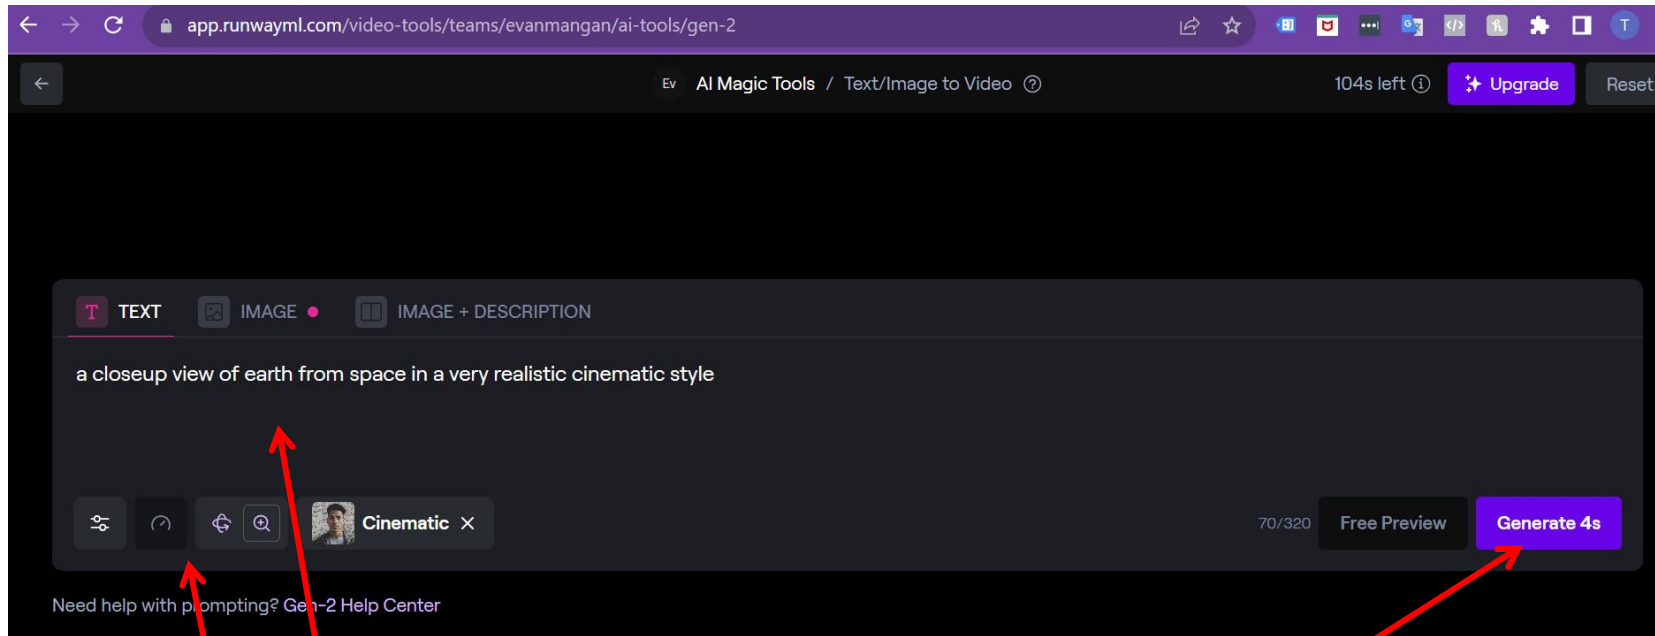 app.runwayml.com/video-tools/teams/evanmangan/ai-tools/gen-2
T
Ev AI Magic Tools / Text/Image to Video
104s left
Upgrade
Reset
T TEXT
IMAGE
IMAGE + DESCRIPTION
a closeup view of earth from space in a very realistic cinematic style
Cinematic
70/320
Free Preview
Generate 4s
Need help with prompting? Gen-2 Help Center